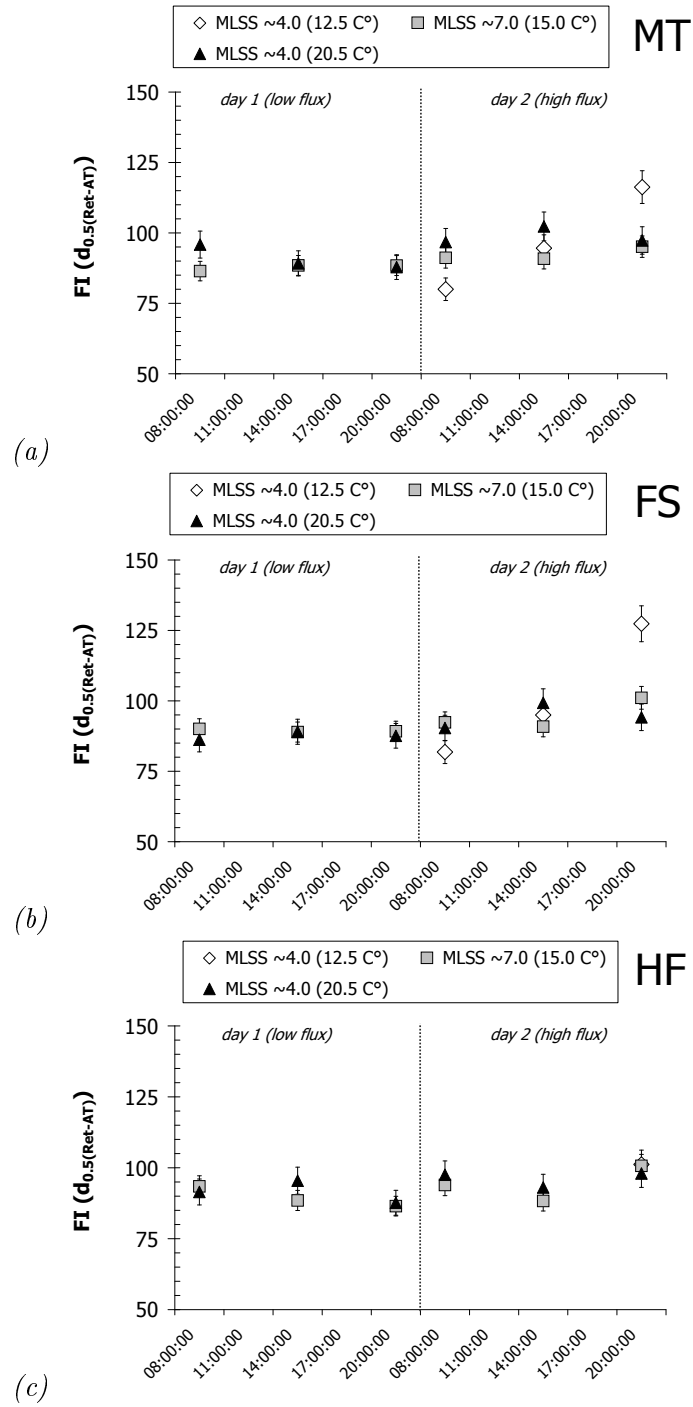 MLSS ~4.0 (12.5 C°) MLSS ~7.0 (15.0 C°)
MLSS ~4.0 (20.5 C°)
MT
150
125
100
75
50
FI (d0.5(Ret-AT))
day 1 (low flux) day 2 (high flux)
08:00:00 11:00:00 14:00:00 17:00:00 20:00:00 08:00:00 11:00:00 14:00:00 17:00:00 20:00:00
(a)
MLSS ~4.0 (12.5 C°) MLSS ~7.0 (15.0 C°)
MLSS ~4.0 (20.5 C°)
FS
150
125
100
75
50
FI (d0.5(Ret-AT))
day 1 (low flux) day 2 (high flux)
08:00:00 11:00:00 14:00:00 17:00:00 20:00:00 08:00:00 11:00:00 14:00:00 17:00:00 20:00:00
(b)
MLSS ~4.0 (12.5 C°) MLSS ~7.0 (15.0 C°)
MLSS ~4.0 (20.5 C°)
HF
150
125
100
75
50
FI (d0.5(Ret-AT))
day 1 (low flux) day 2 (high flux)
08:00:00 11:00:00 14:00:00 17:00:00 20:00:00 08:00:00 11:00:00 14:00:00 17:00:00 20:00:00
(c)